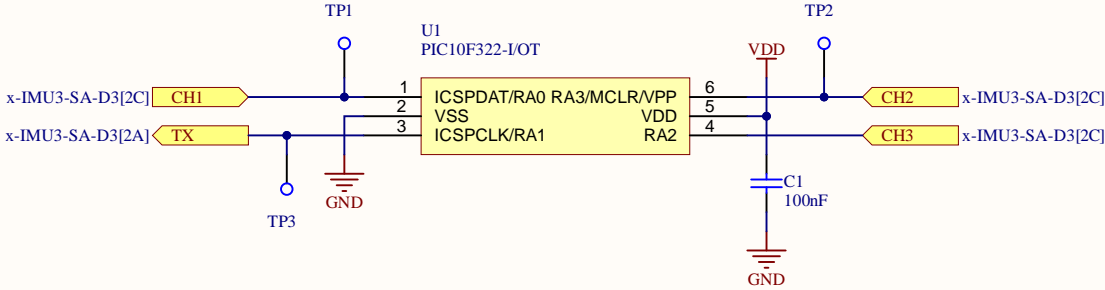 TP1
TP2
U1
PIC10F322-I/OT
VDD
x-IMU3-SA-D3[2C] CH1 1 ICSPDAT/RA0 RA3/MCLR/VPP 6 CH2 x-IMU3-SA-D3[2C]
2 VSS VDD 5
x-IMU3-SA-D3[2A] TX 3 ICSPCLK/RA1 RA2 4 CH3 x-IMU3-SA-D3[2C]
C1
100nF
GND
TP3
GND